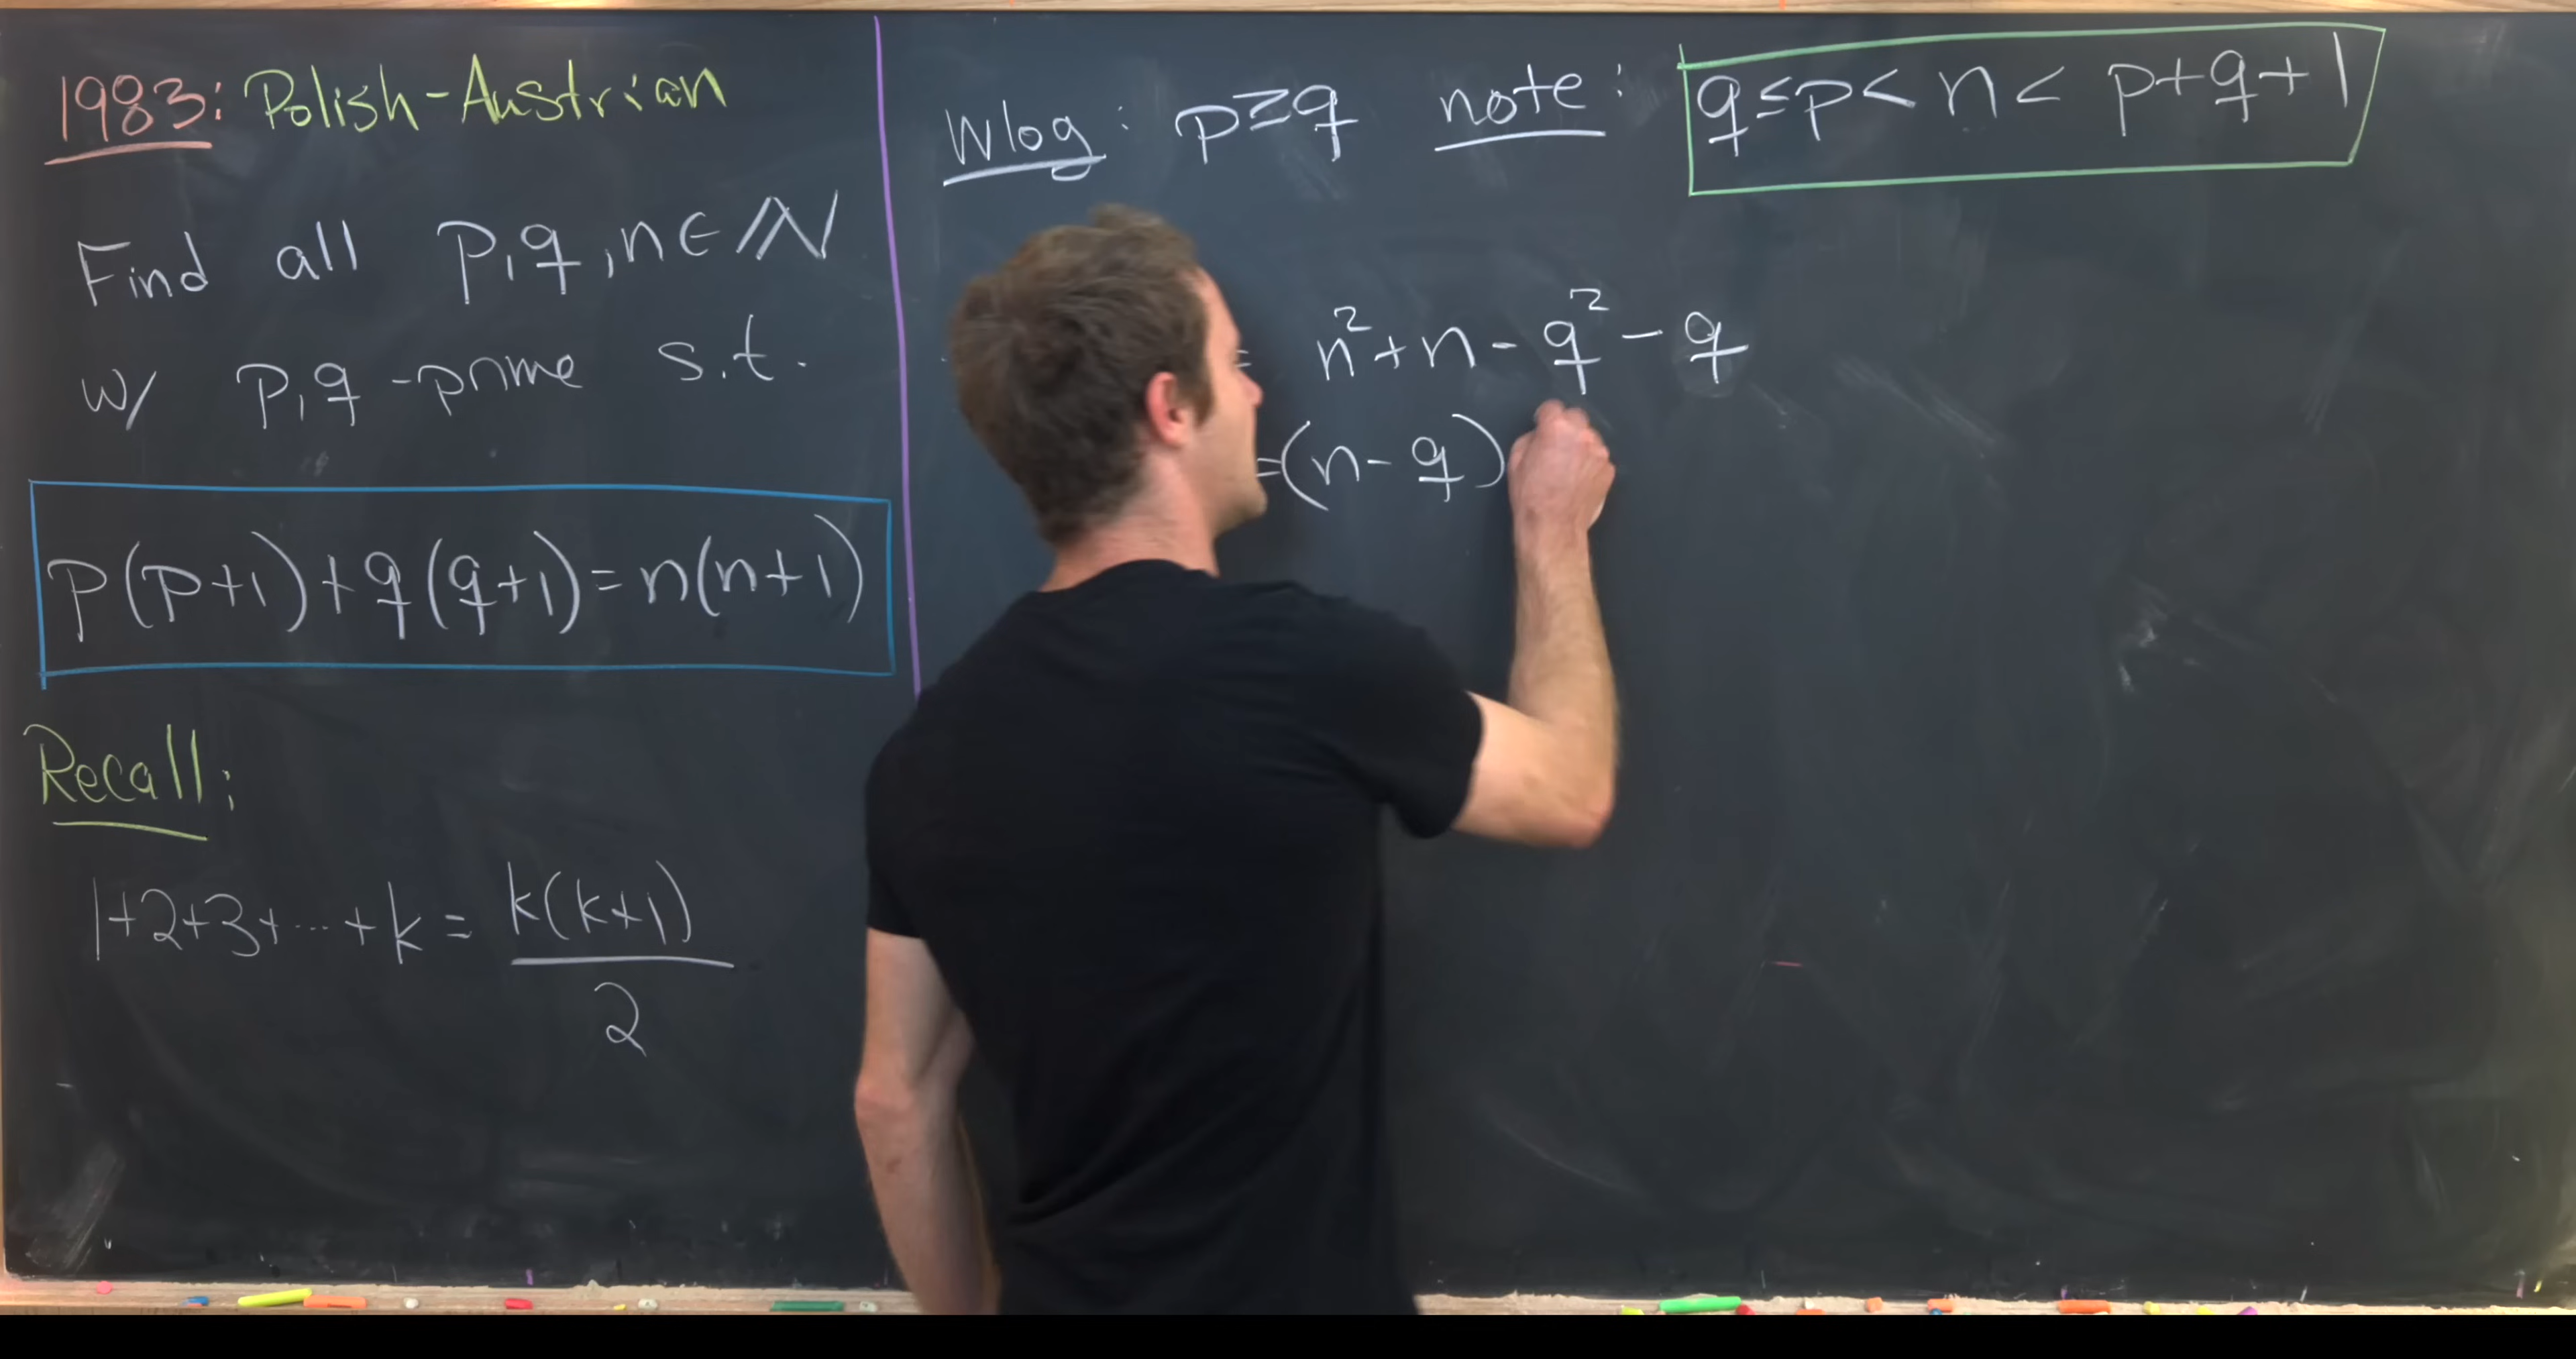 1983: Polish-Austrian
Find all p,q,n∈ℕ
w/ p,q -prime s.t.
p(p+1)+q(q+1)=n(n+1)
Recall:
1+2+3+⋯+k = k(k+1)/2
Wlog: p≥q note: q≤p<n<p+q+1
= n²+n-q²-q
=(n-q)